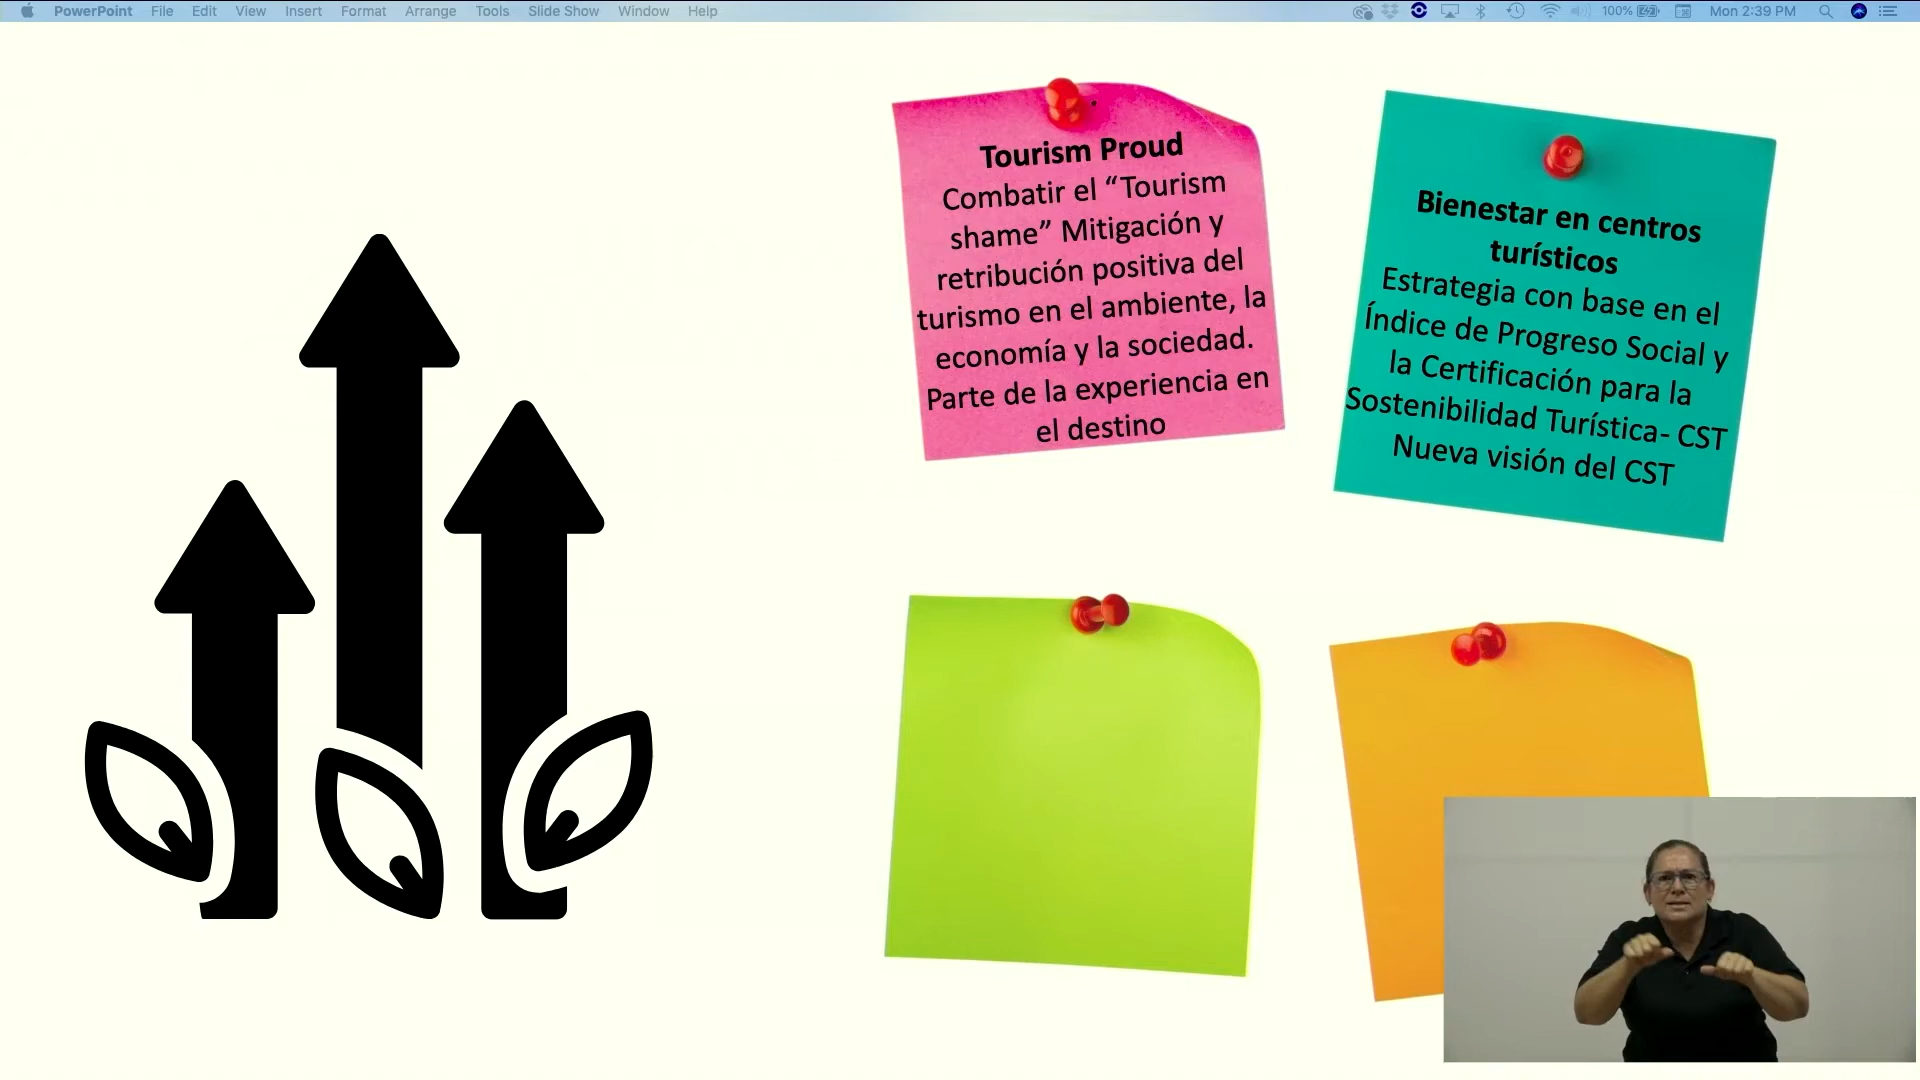 PowerPoint File Edit View Insert Format Arrange Tools Slide Show Window Help 100% Mon 2:39 PM
Tourism Proud
Combatir el “Tourism
shame” Mitigación y
retribución positiva del
turismo en el ambiente, la
economía y la sociedad.
Parte de la experiencia en
el destino
Bienestar en centros
turísticos
Estrategia con base en el
Índice de Progreso Social y
la Certificación para la
Sostenibilidad Turística- CST
Nueva visión del CST